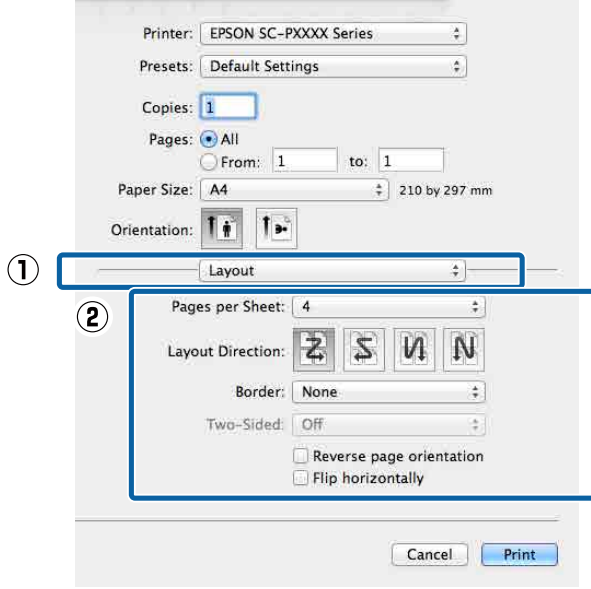 Printer: EPSON SC-PXXXX Series
Presets: Default Settings
Copies: 1
Pages: All
From: 1 to: 1
Paper Size: A4 210 by 297 mm
Orientation:
① Layout
②
Pages per Sheet: 4
Layout Direction:
Border: None
Two-Sided: Off
Reverse page orientation
Flip horizontally
Cancel Print